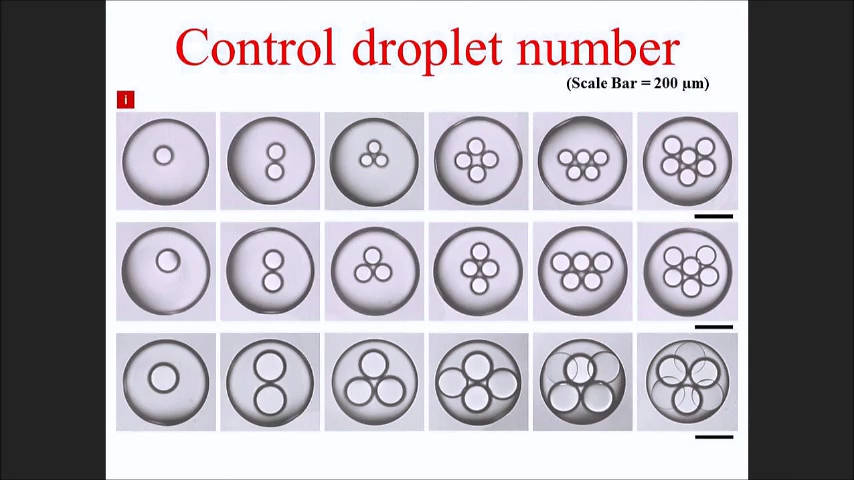 Control droplet number
(Scale Bar = 200 μm)
i